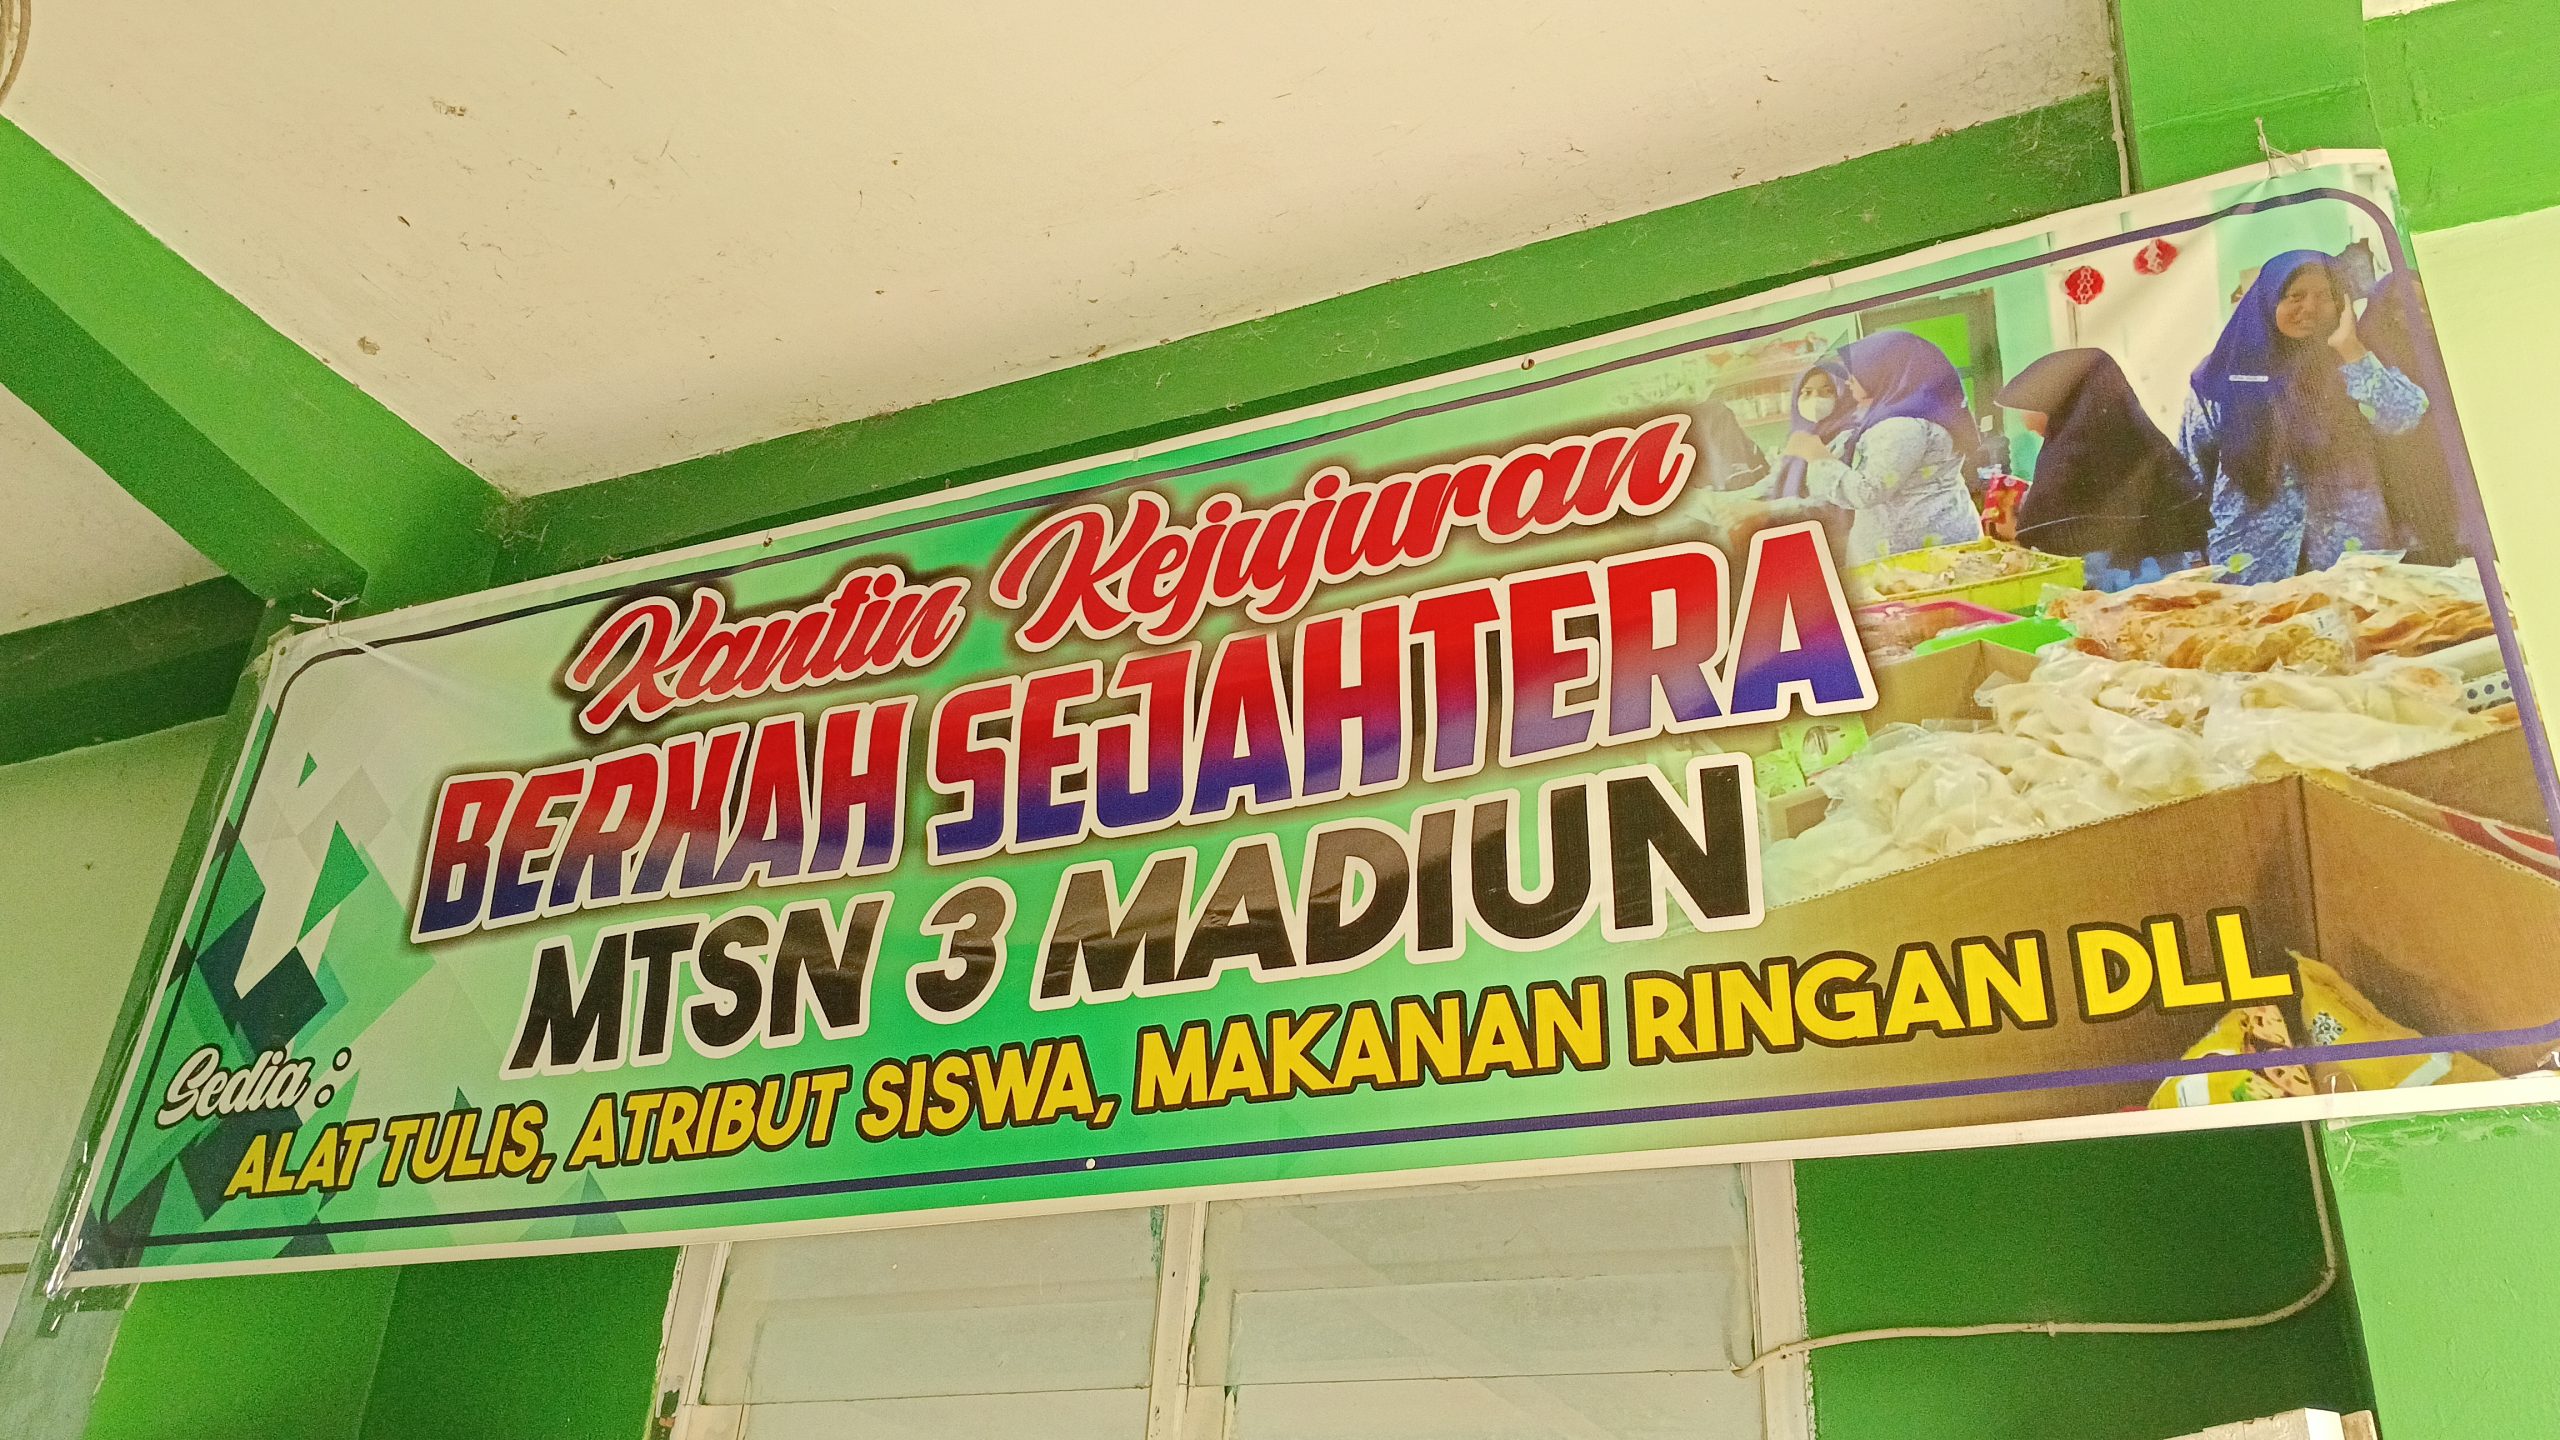 Kantin Kejujuran
BERKAH SEJAHTERA
MTSN 3 MADIUN
Sedia :
ALAT TULIS, ATRIBUT SISWA, MAKANAN RINGAN DLL